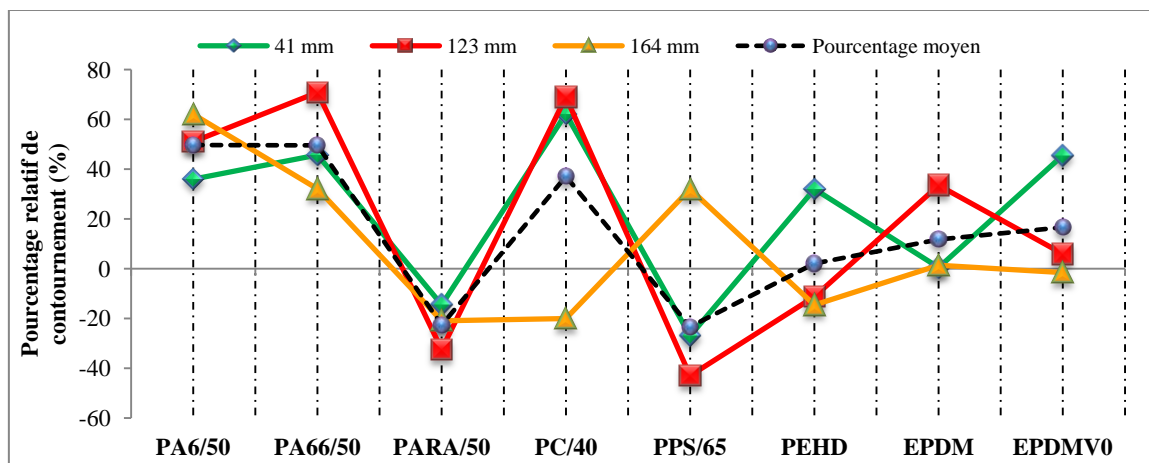 41 mm 123 mm 164 mm Pourcentage moyen
Pourcentage relatif de
contournement (%)
80
60
40
20
0
-20
-40
-60
PA6/50 PA66/50 PARA/50 PC/40 PPS/65 PEHD EPDM EPDMV0